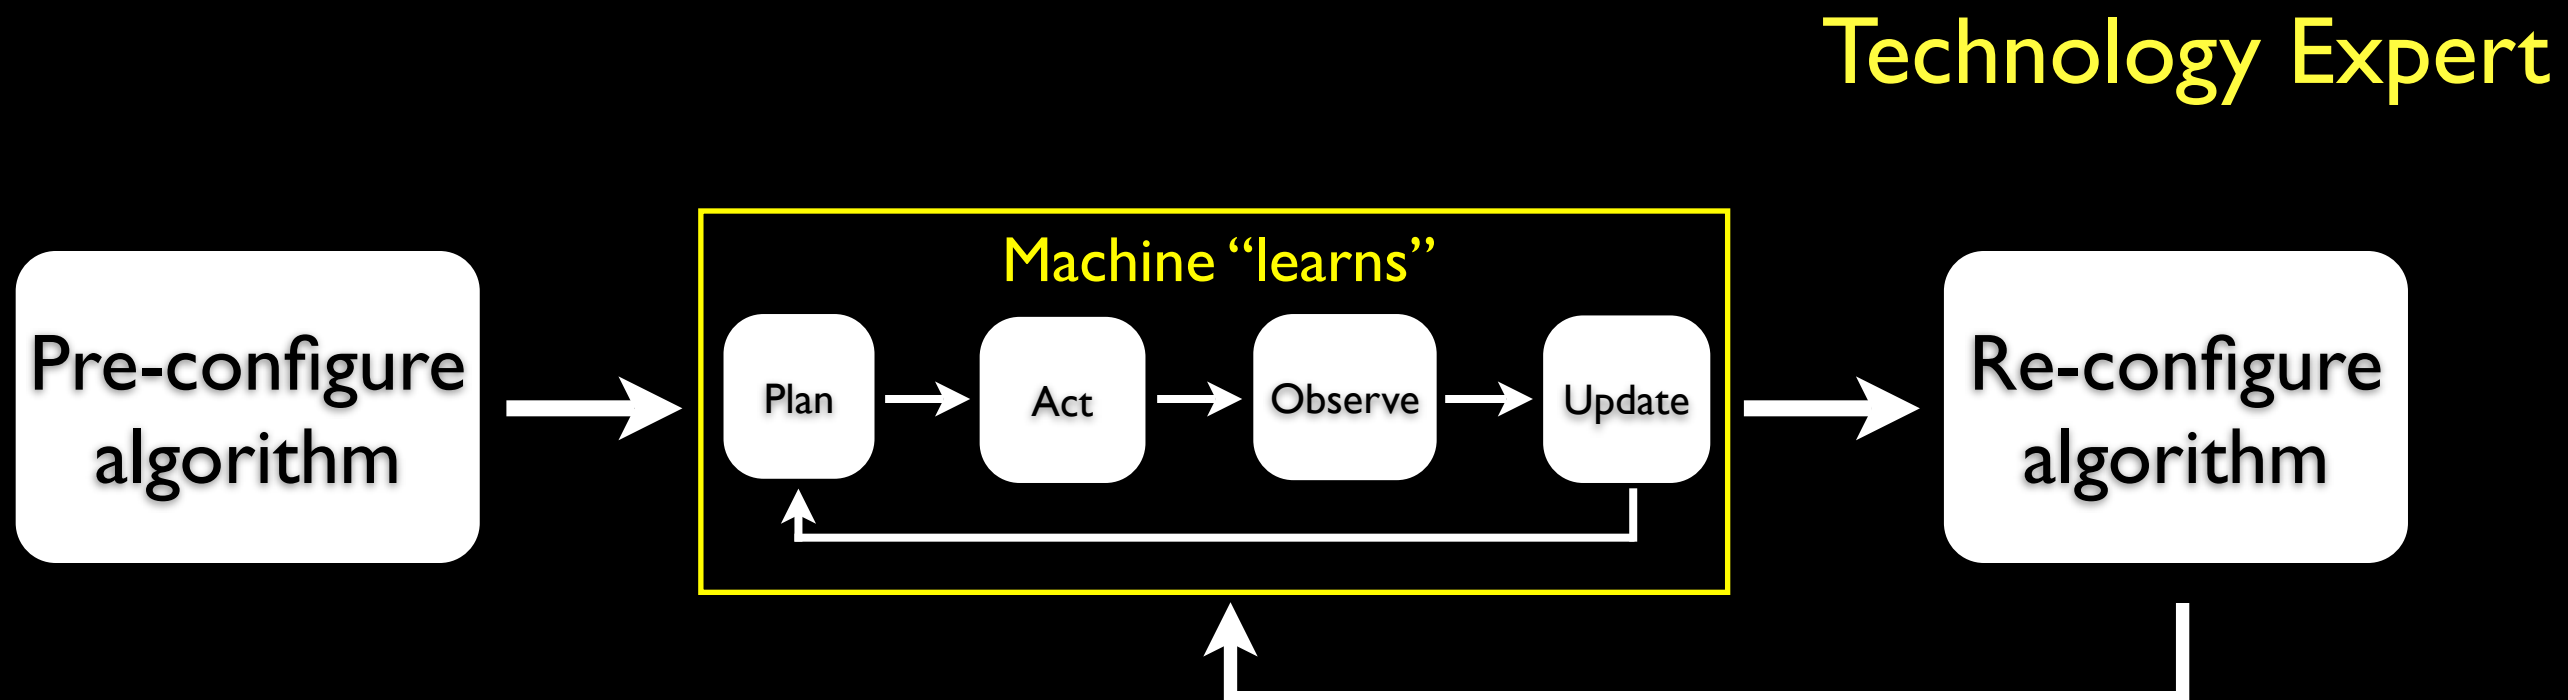 Technology Expert
Machine “learns”
Pre-configure
algorithm
Plan
Act
Observe
Update
Re-configure
algorithm